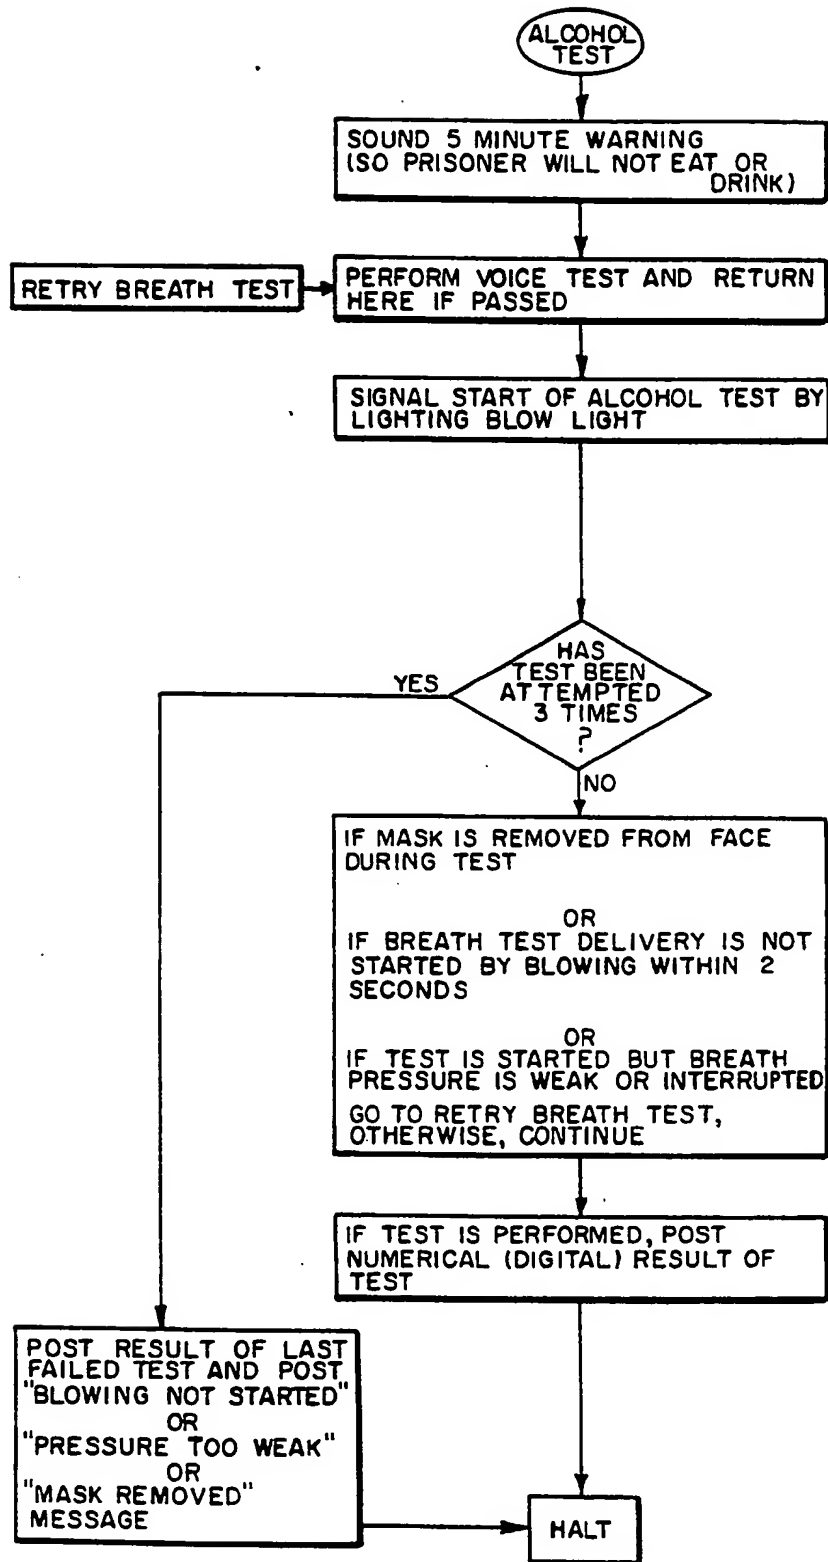 ALCOHOL
TEST
SOUND 5 MINUTE WARNING
(SO PRISONER WILL NOT EAT OR
DRINK)
RETRY BREATH TEST
PERFORM VOICE TEST AND RETURN
HERE IF PASSED
SIGNAL START OF ALCOHOL TEST BY
LIGHTING BLOW LIGHT
HAS
TEST BEEN
ATTEMPTED
3 TIMES
?
YES
NO
IF MASK IS REMOVED FROM FACE
DURING TEST
OR
IF BREATH TEST DELIVERY IS NOT
STARTED BY BLOWING WITHIN 2
SECONDS
OR
IF TEST IS STARTED BUT BREATH
PRESSURE IS WEAK OR INTERRUPTED
GO TO RETRY BREATH TEST,
OTHERWISE, CONTINUE
IF TEST IS PERFORMED, POST
NUMERICAL (DIGITAL) RESULT OF
TEST
POST RESULT OF LAST
FAILED TEST AND POST
"BLOWING NOT STARTED"
OR
"PRESSURE TOO WEAK"
OR
"MASK REMOVED"
MESSAGE
HALT